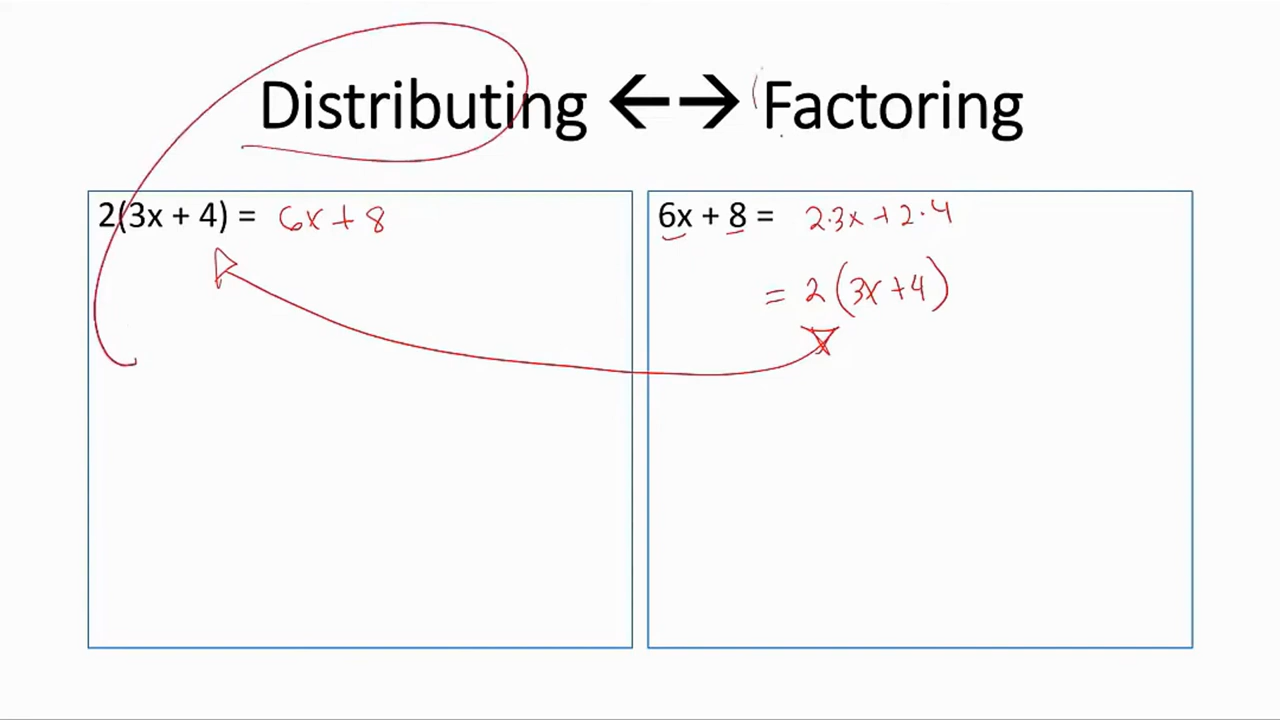 Distributing ←→ Factoring
2(3x + 4) = 6x + 8
6x + 8 = 2·3x + 2·4
= 2(3x + 4)